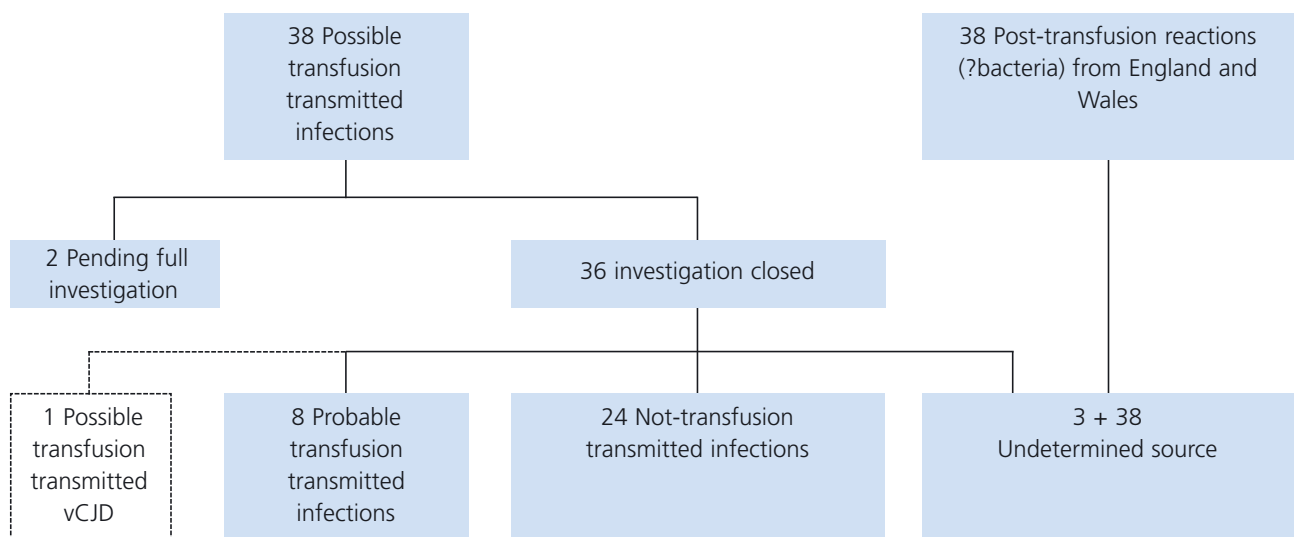 38 Possible
transfusion
transmitted
infections
38 Post-transfusion reactions
(?bacteria) from England and
Wales
2 Pending full
investigation
36 investigation closed
1 Possible
transfusion
transmitted
vCJD
8 Probable
transfusion
transmitted
infections
24 Not-transfusion
transmitted infections
3 + 38
Undetermined source